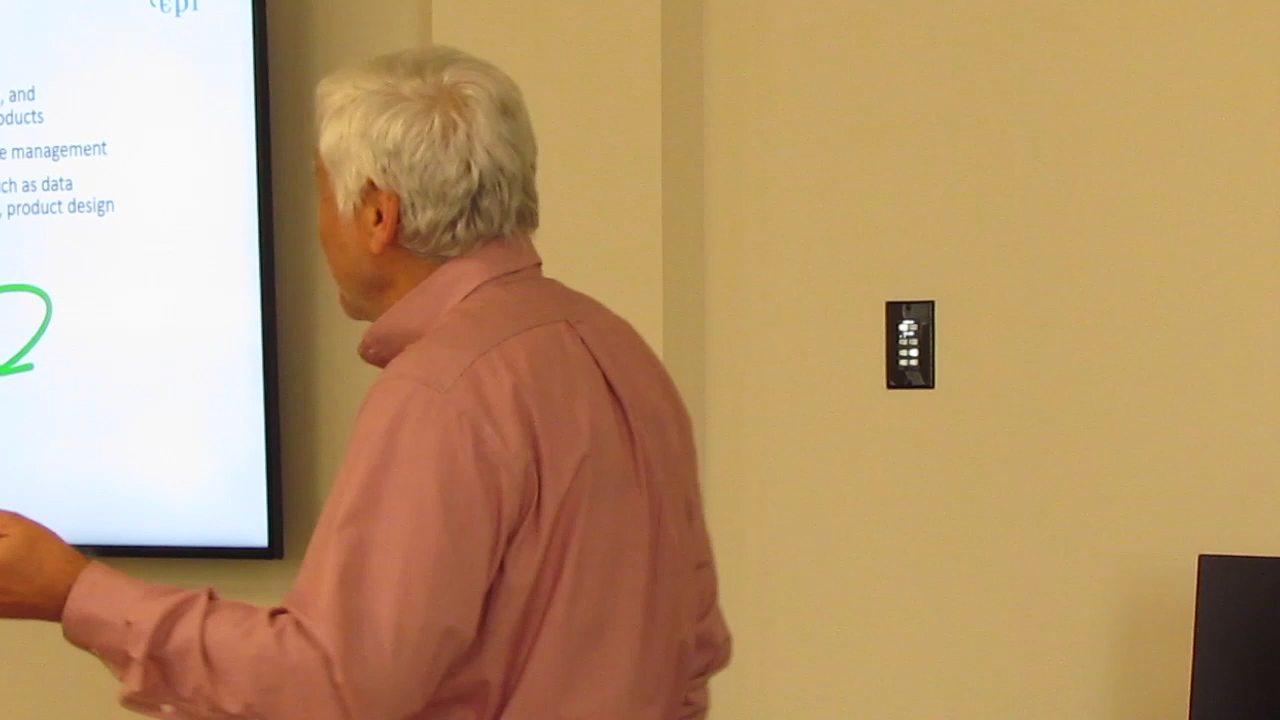 , and
oducts
e management
ch as data
, product design